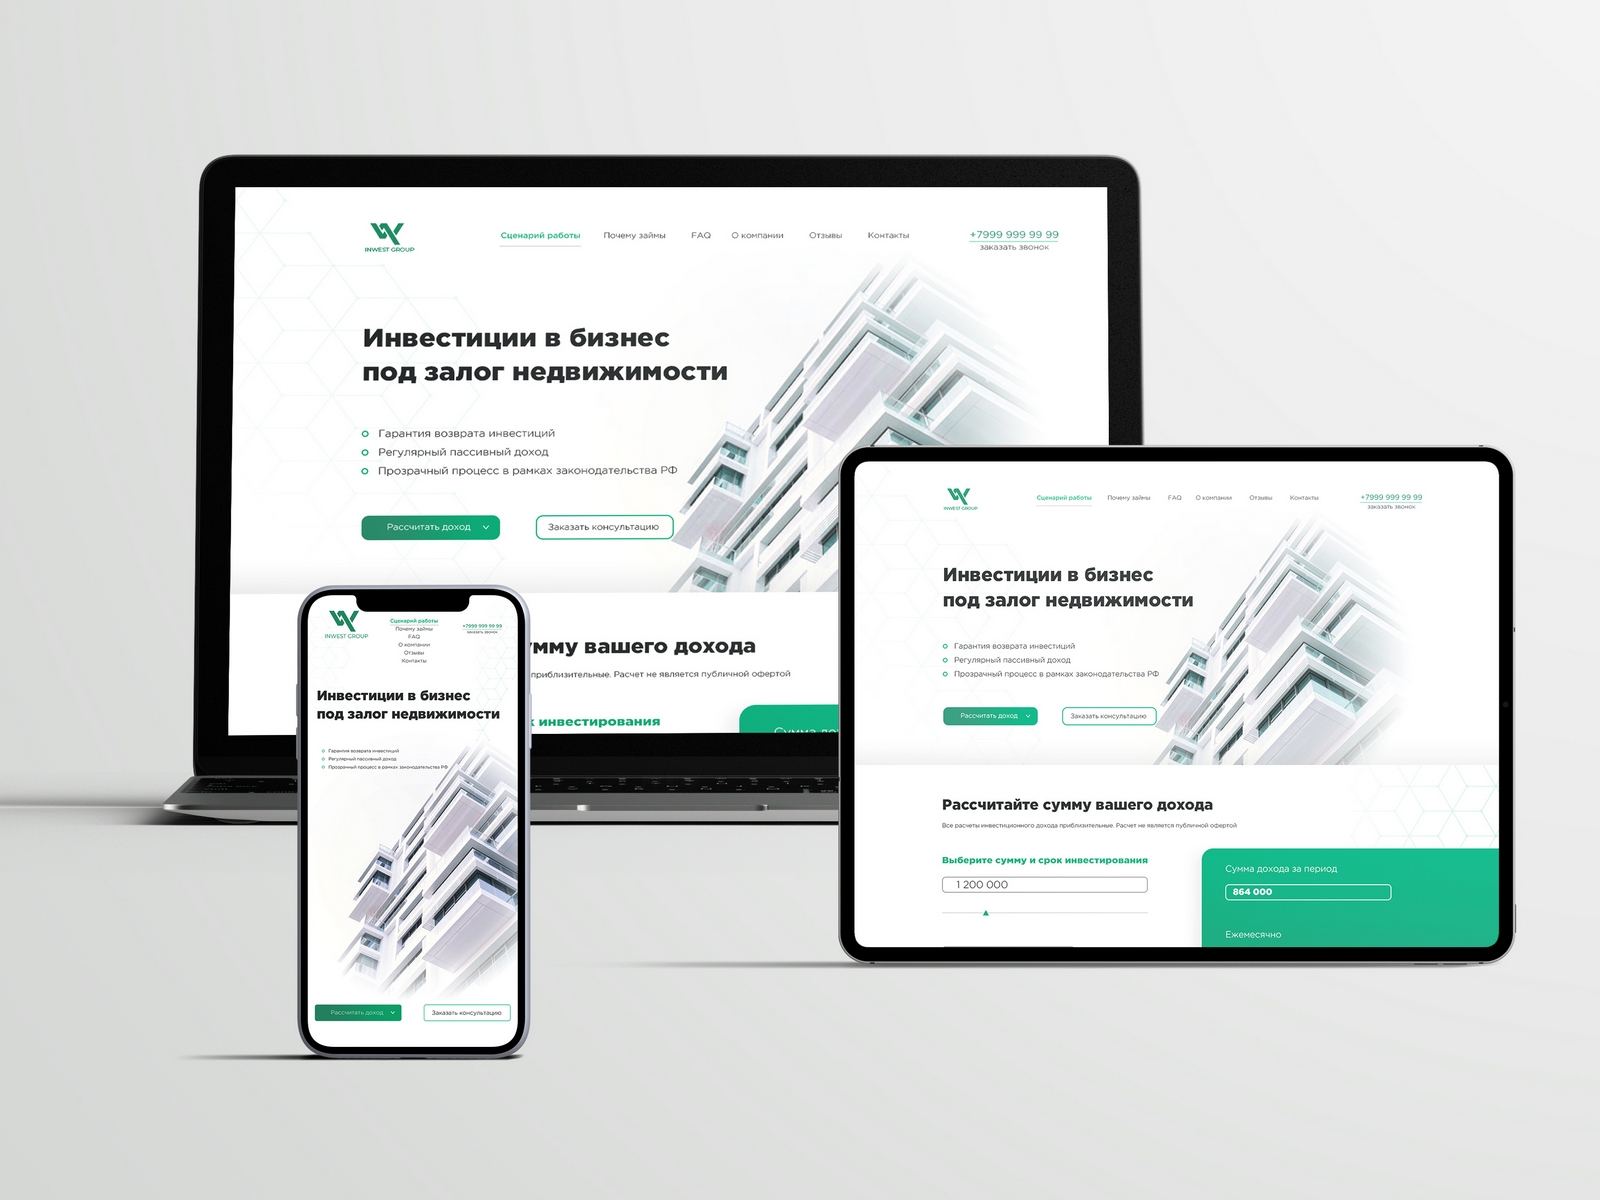 INWEST GROUP
Сценарий работы
Почему займы
FAQ
О компании
Отзывы
Контакты
+7999 999 99 99
заказать звонок
Инвестиции в бизнес
под залог недвижимости
Гарантия возврата инвестиций
Регулярный пассивный доход
Прозрачный процесс в рамках законодательства РФ
Рассчитать доход
Заказать консультацию
умму вашего дохода
приблизительные. Расчет не является публичной офертой
к инвестирования
Сумма до
INWEST GROUP
Сценарий работы
Почему займы
FAQ
О компании
Отзывы
Контакты
+7999 999 99 99
заказать звонок
Инвестиции в бизнес
под залог недвижимости
Гарантия возврата инвестиций
Регулярный пассивный доход
Прозрачный процесс в рамках законодательства РФ
Рассчитать доход
Заказать консультацию
INWEST GROUP
Сценарий работы
Почему займы
FAQ
О компании
Отзывы
Контакты
+7999 999 99 99
заказать звонок
Инвестиции в бизнес
под залог недвижимости
Гарантия возврата инвестиций
Регулярный пассивный доход
Прозрачный процесс в рамках законодательства РФ
Рассчитать доход
Заказать консультацию
Рассчитайте сумму вашего дохода
Все расчеты инвестиционного дохода приблизительные. Расчет не является публичной офертой
Выберите сумму и срок инвестирования
1 200 000
Сумма дохода за период
864 000
Ежемесячно